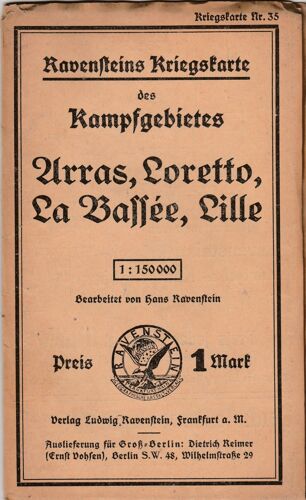 Kriegskarte Nr. 35
Ravensteins Kriegskarte
des
Kampfgebietes
Arras, Loretto,
La Bassée, Lille
1 : 150 000
Bearbeitet von Hans Ravenstein
RAVENSTEIN
Preis 1 Mark
Verlag Ludwig Ravenstein, Frankfurt a. M.
Auslieferung für Groß-Berlin: Dietrich Reimer
(Ernst Vohsen), Berlin S.W. 48, Wilhelmstraße 29